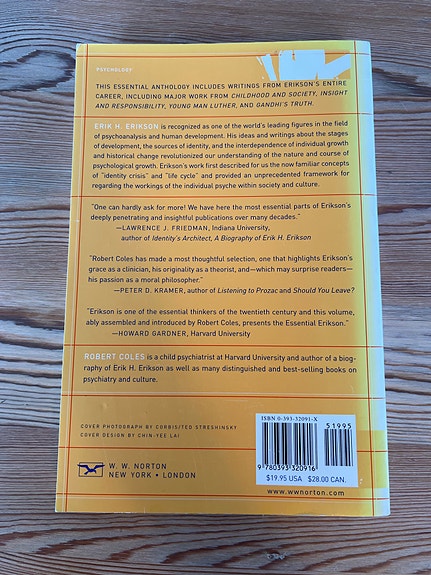 PSYCHOLOGY
THIS ESSENTIAL ANTHOLOGY INCLUDES WRITINGS FROM ERIKSON'S ENTIRE
CAREER, INCLUDING MAJOR WORK FROM CHILDHOOD AND SOCIETY, INSIGHT
AND RESPONSIBILITY, YOUNG MAN LUTHER, AND GANDHI'S TRUTH.
ERIK H. ERIKSON is recognized as one of the world's leading figures in the field
of psychoanalysis and human development. His ideas and writings about the stages
of development, the sources of identity, and the interdependence of individual growth
and historical change revolutionized our understanding of the nature and course of
psychological growth. Erikson's work first described for us the now familiar concepts
of "identity crisis" and "life cycle" and provided an unprecedented framework for
regarding the workings of the individual psyche within society and culture.
"One can hardly ask for more! We have here the most essential parts of Erikson's
deeply penetrating and insightful publications over many decades."
—LAWRENCE J. FRIEDMAN, Indiana University,
author of Identity's Architect, A Biography of Erik H. Erikson
"Robert Coles has made a most thoughtful selection, one that highlights Erikson's
grace as a clinician, his originality as a theorist, and—which may surprise readers—
his passion as a moral philosopher."
—PETER D. KRAMER, author of Listening to Prozac and Should You Leave?
"Erikson is one of the essential thinkers of the twentieth century and this volume,
ably assembled and introduced by Robert Coles, presents the Essential Erikson."
—HOWARD GARDNER, Harvard University
ROBERT COLES is a child psychiatrist at Harvard University and author of a biog-
raphy of Erik H. Erikson as well as many distinguished and best-selling books on
psychiatry and culture.
COVER PHOTOGRAPH BY CORBIS/TED STRESHINSKY
COVER DESIGN BY CHIN-YEE LAI
W. W. NORTON
NEW YORK • LONDON
ISBN 0-393-32091-X
51995
9 780393 320916
$19.95 USA $28.00 CAN.
www.wwnorton.com